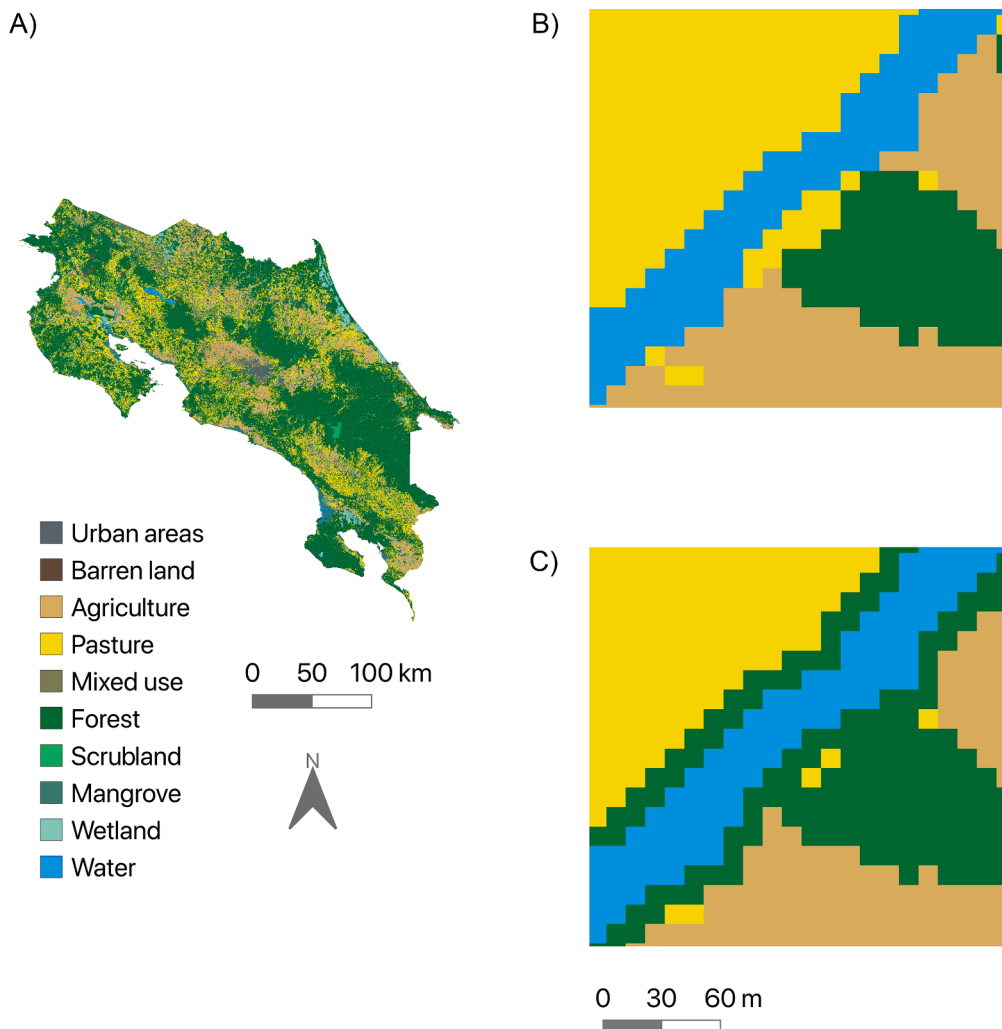 A)
B)
Urban areas
Barren land
Agriculture
Pasture
Mixed use
Forest
Scrubland
Mangrove
Wetland
Water
0 50 100 km
N
C)
0 30 60 m